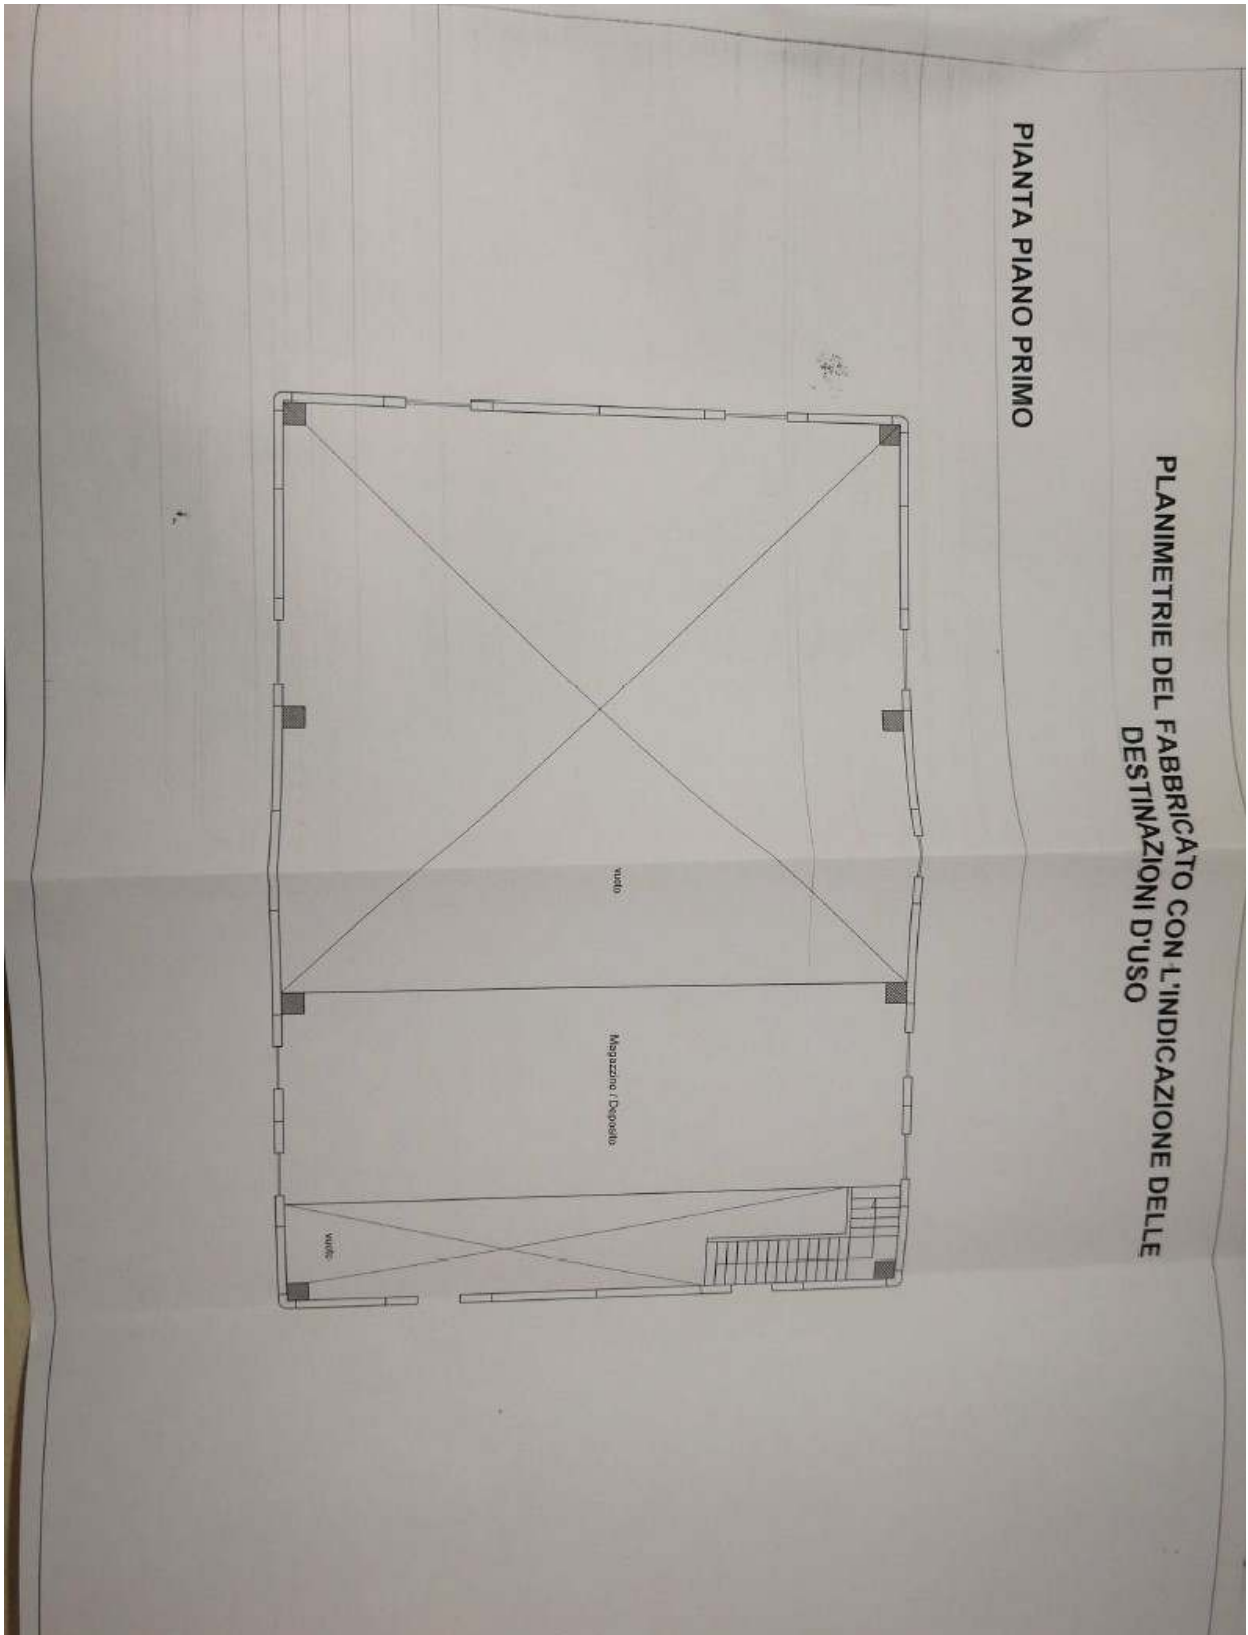 PLANIMETRIE DEL FABBRICATO CON L'INDICAZIONE DELLE
DESTINAZIONI D'USO
PIANTA PIANO PRIMO
vuoto
Magazzino / Deposito
vuoto